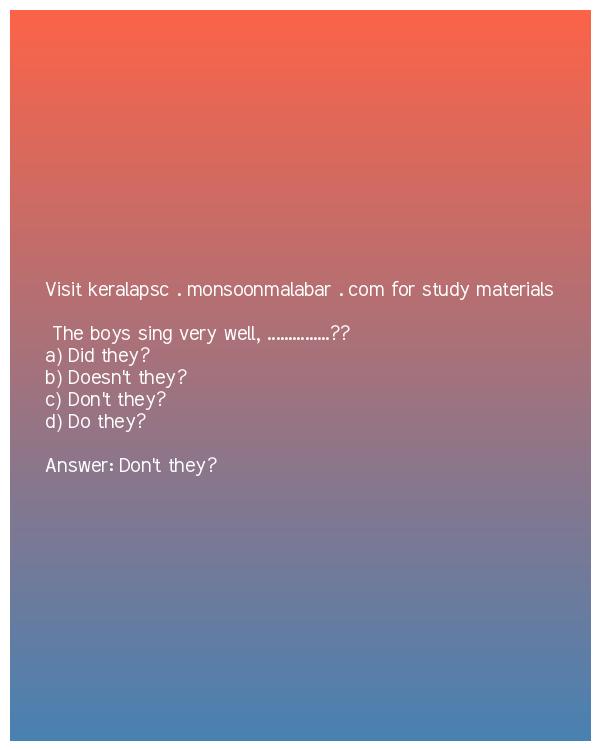 Visit keralapsc . monsoonmalabar . com for study materials
The boys sing very well, ...............??
a) Did they?
b) Doesn't they?
c) Don't they?
d) Do they?
Answer: Don't they?